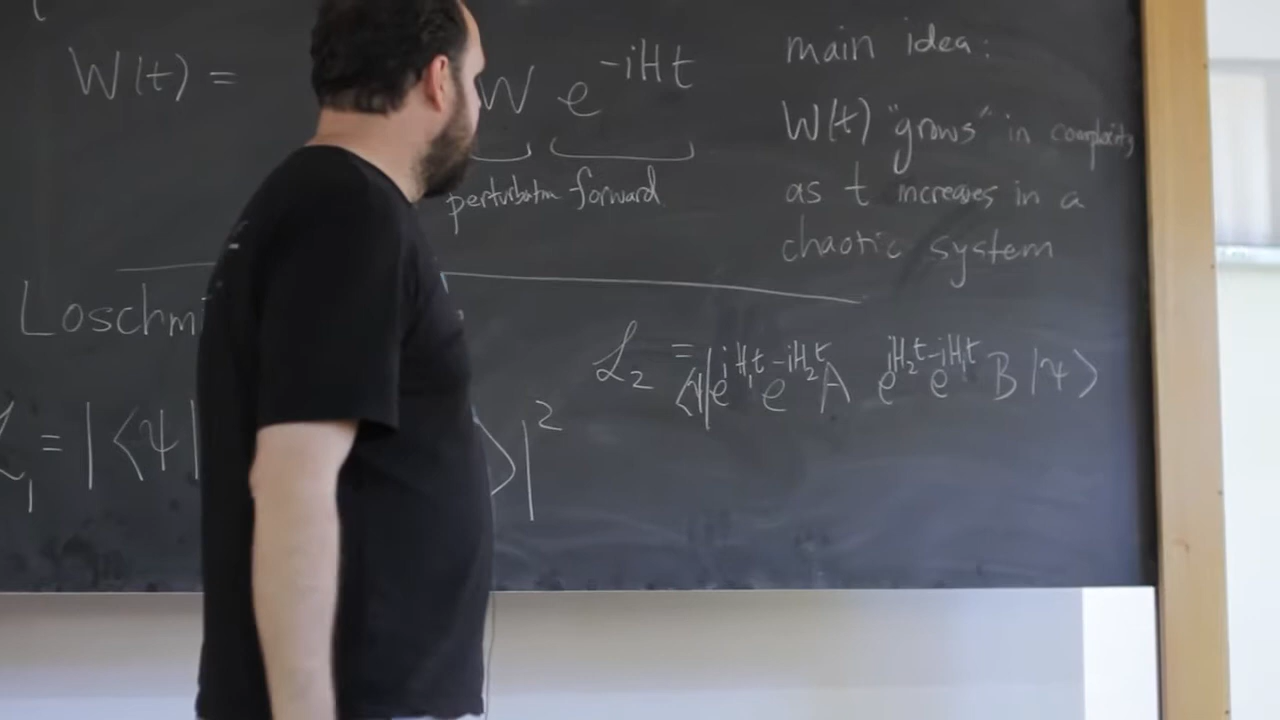 W(t) = W e^{-iHt}
perturbation forward
main idea:
W(t) "grows" in complexity
as t increases in a
chaotic system
Loschmi
L₂ = ⟨ψ|e^{iH₁t} e^{-iH₂t} A e^{iH₂t} e^{-iH₁t} B|ψ⟩
L₁ = |⟨ψ| ⟩|²